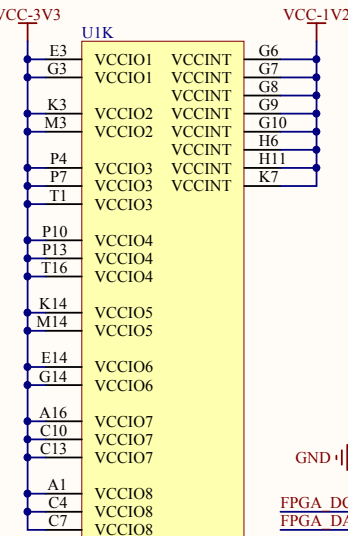 VCC-3V3 VCC-1V2
U1K
E3 VCCIO1 VCCINT G6
G3 VCCIO1 VCCINT G7
VCCINT G8
K3 VCCIO2 VCCINT G9
M3 VCCIO2 VCCINT G10
VCCINT H6
P4 VCCIO3 VCCINT H11
P7 VCCIO3 VCCINT K7
T1 VCCIO3
P10 VCCIO4
P13 VCCIO4
T16 VCCIO4
K14 VCCIO5
M14 VCCIO5
E14 VCCIO6
G14 VCCIO6
A16 VCCIO7
C10 VCCIO7
C13 VCCIO7
GND
A1 VCCIO8
C4 VCCIO8
FPGA
C7 VCCIO8
FPGA